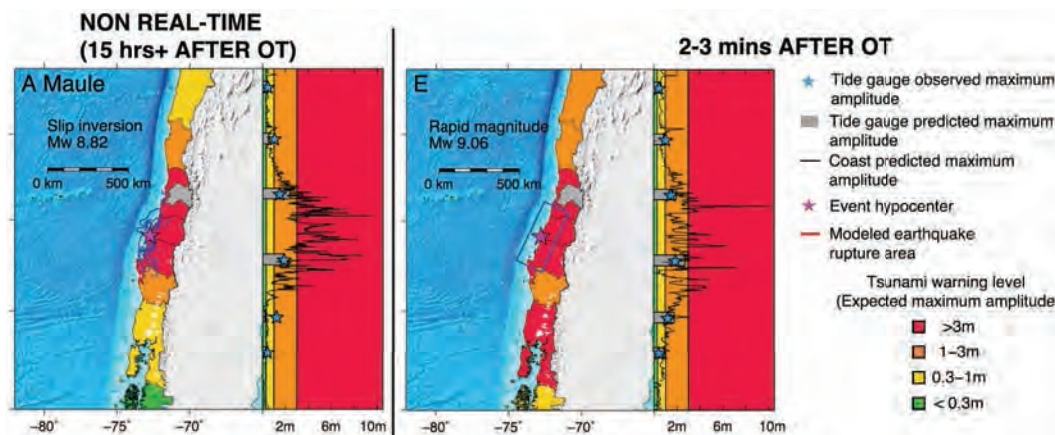 NON REAL-TIME
(15 hrs+ AFTER OT)
2-3 mins AFTER OT
A Maule
Slip inversion
Mw 8.82
0 km 500 km
−80° −75° −70° 2m 6m 10m
E
Rapid magnitude
Mw 9.06
0 km 500 km
−80° −75° −70° 2m 6m 10m
Tide gauge observed maximum
amplitude
Tide gauge predicted maximum
amplitude
Coast predicted maximum
amplitude
Event hypocenter
Modeled earthquake
rupture area
Tsunami warning level
(Expected maximum amplitude)
>3m
1−3m
0.3−1m
< 0.3m